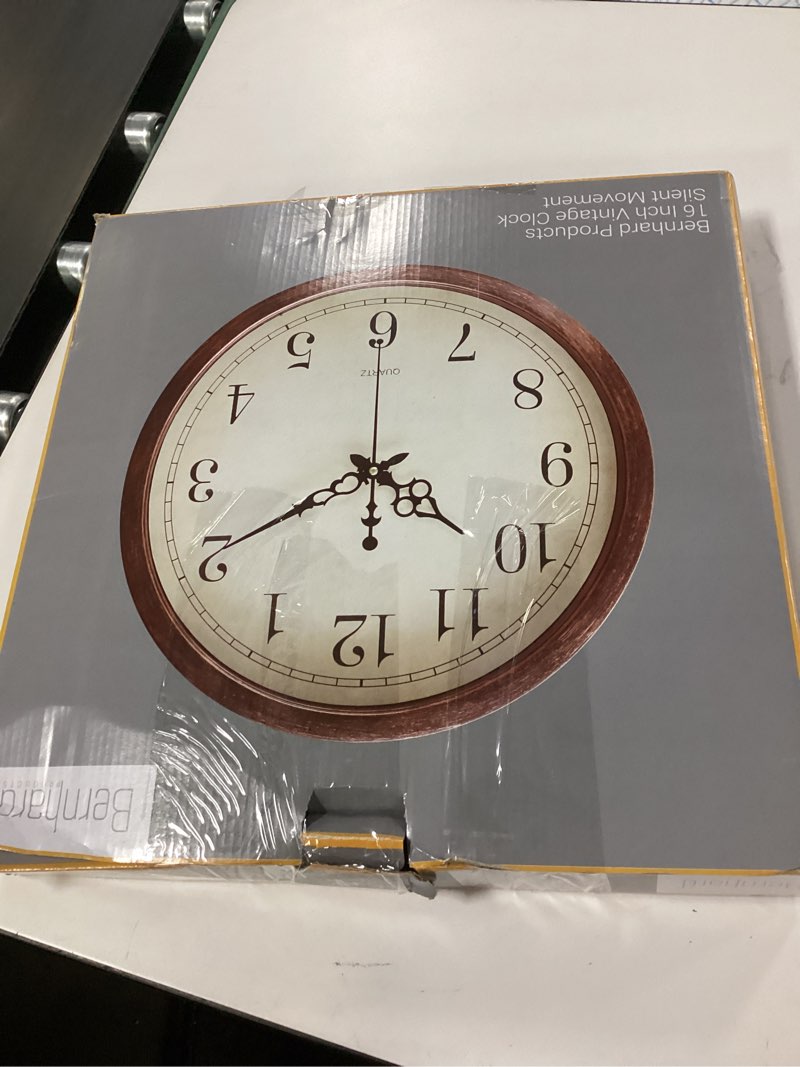 Bernhard Products
16 Inch Vintage Clock
Silent Movement
12
1
2
3
4
5
6
7
8
9
10
11
QUARTZ
Bernhard
products